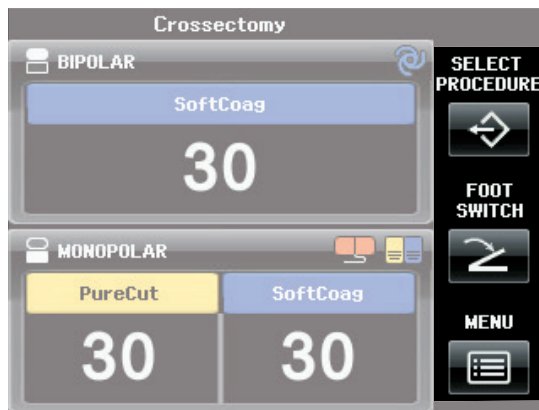 Crossectomy
BIPOLAR
SoftCoag
30
MONOPOLAR
PureCut
SoftCoag
30
30
SELECT
PROCEDURE
FOOT
SWITCH
MENU